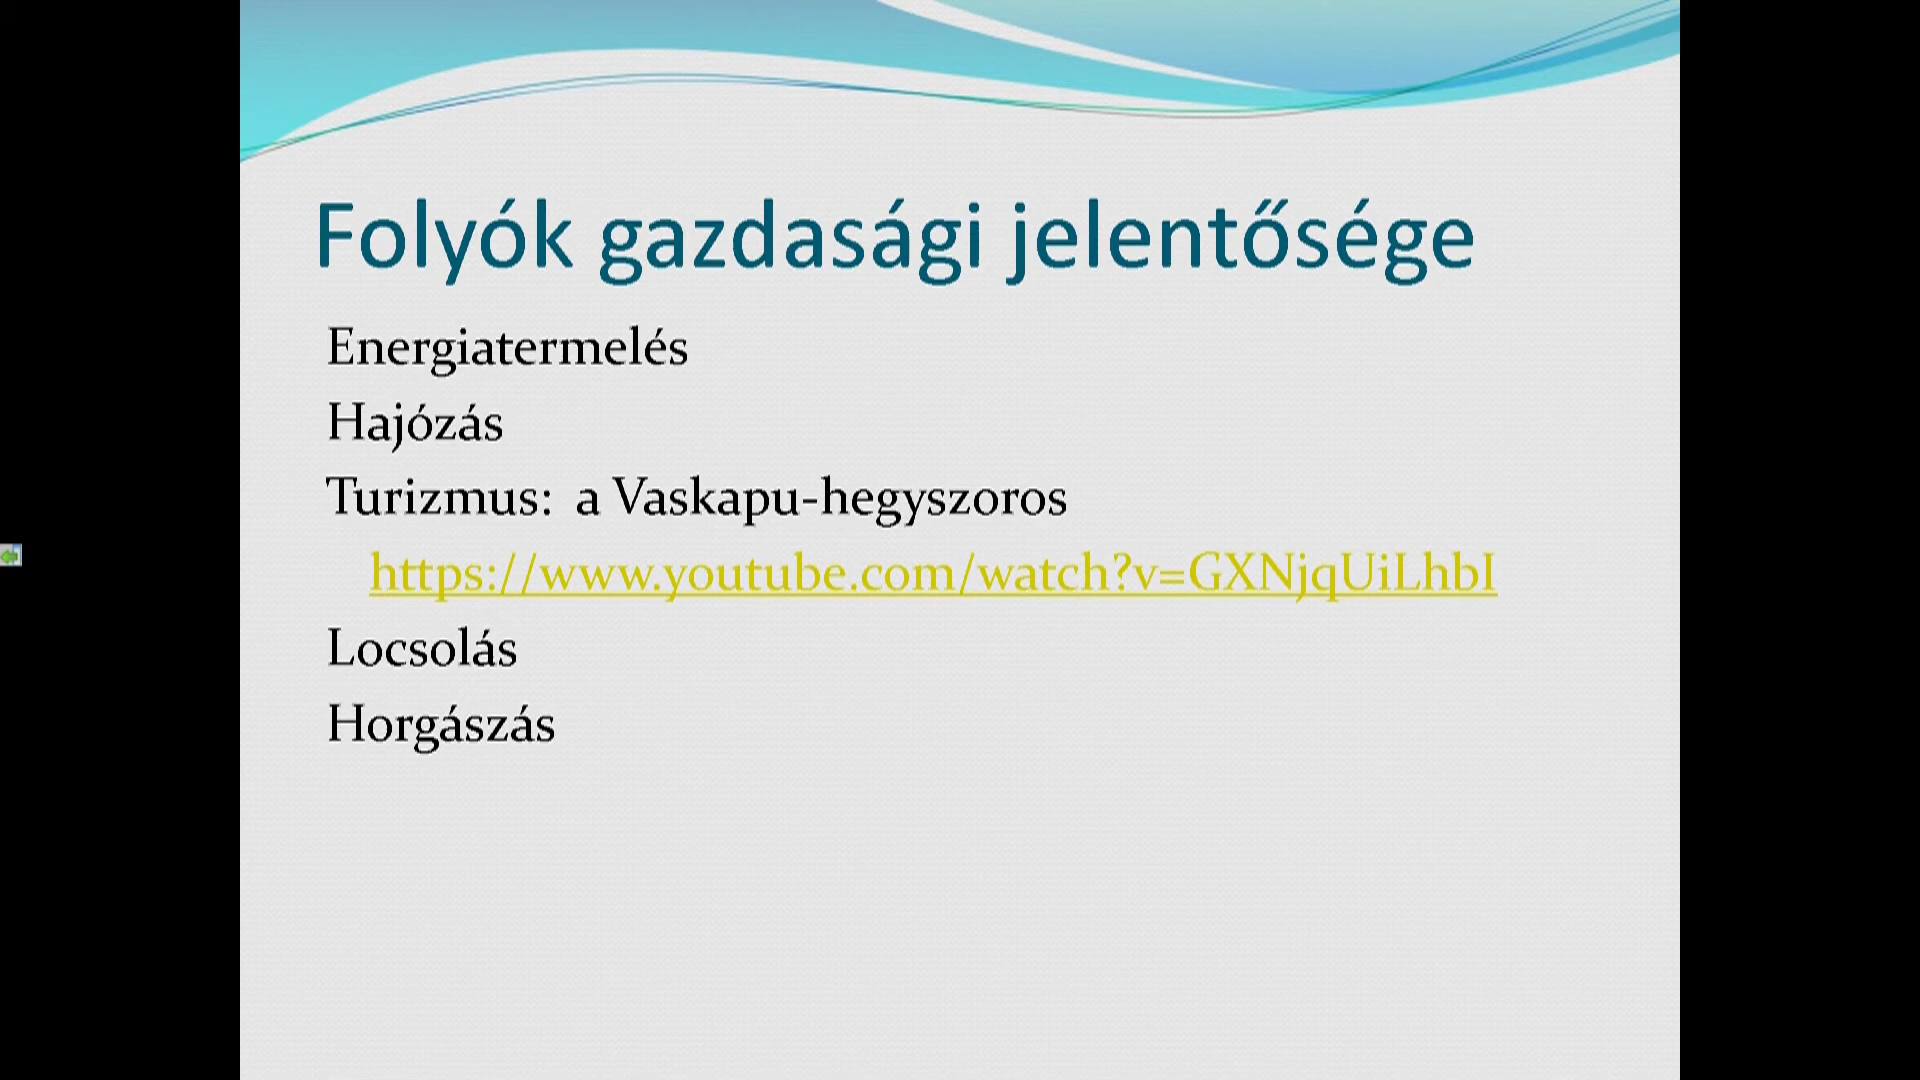 Folyók gazdasági jelentősége
Energiatermelés
Hajózás
Turizmus:  a Vaskapu-hegyszoros
https://www.youtube.com/watch?v=GXNjqUiLhbI
Locsolás
Horgászás